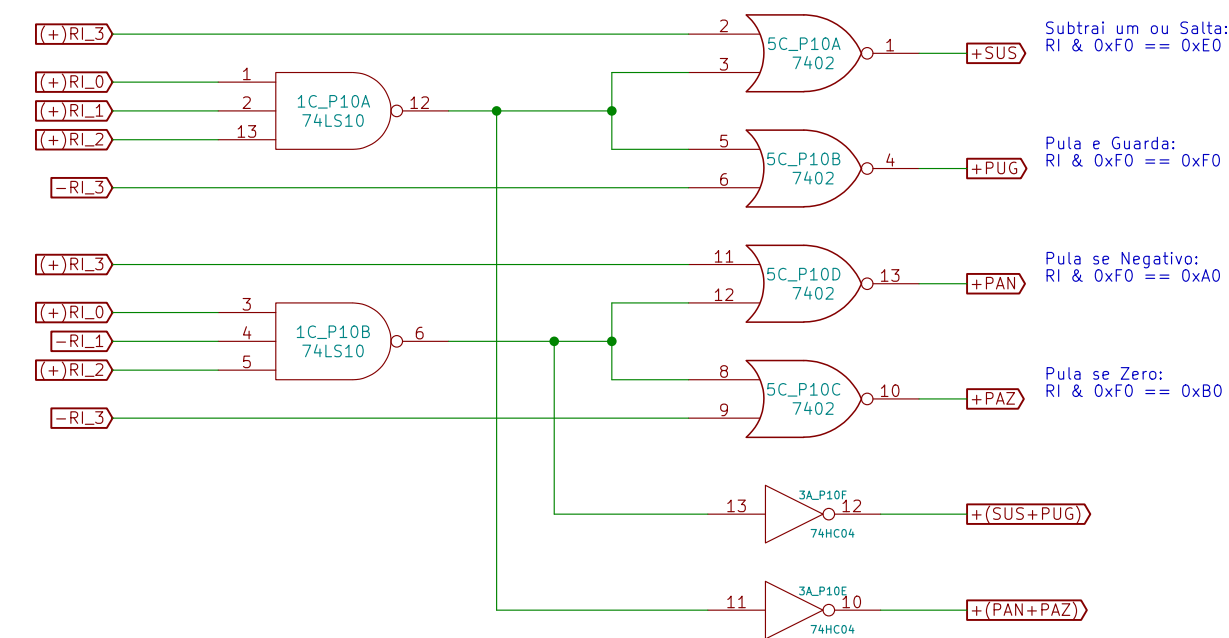 (+)RI_3
2
5C_P10A
7402
1
+SUS
Subtrai um ou Salta:
RI & 0xF0 == 0xE0
3
(+)RI_0
1
(+)RI_1
2
1C_P10A
74LS10
12
(+)RI_2
13
5
5C_P10B
7402
4
+PUG
Pula e Guarda:
RI & 0xF0 == 0xF0
-RI_3
6
(+)RI_3
11
5C_P10D
7402
13
+PAN
Pula se Negativo:
RI & 0xF0 == 0xA0
12
(+)RI_0
3
-RI_1
4
1C_P10B
74LS10
6
(+)RI_2
5
8
5C_P10C
7402
10
+PAZ
Pula se Zero:
RI & 0xF0 == 0xB0
-RI_3
9
13
3A_P10F
74HC04
12
+(SUS+PUG)
11
3A_P10E
74HC04
10
+(PAN+PAZ)